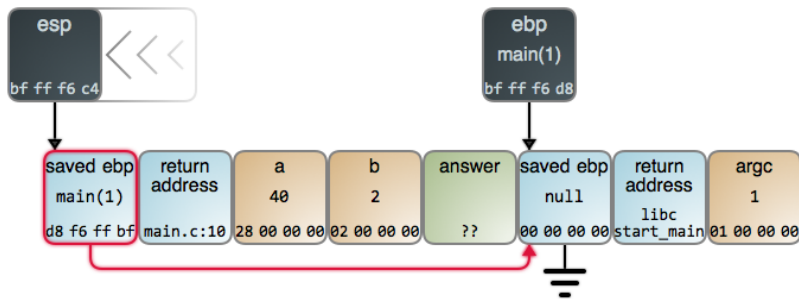 esp
bf ff f6 c4
ebp
main(1)
bf ff f6 d8
saved ebp
main(1)
d8 f6 ff bf
return
address
main.c:10
a
40
28 00 00 00
b
2
02 00 00 00
answer
??
saved ebp
null
00 00 00 00
return
address
libc
start_main
argc
1
01 00 00 00